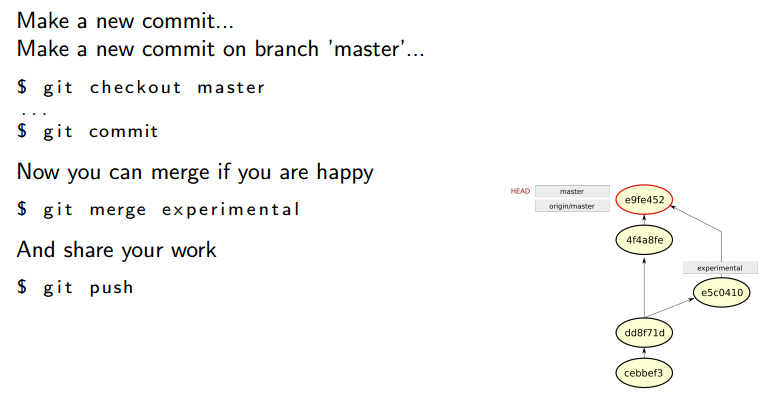 Make a new commit...
Make a new commit on branch 'master'...
$ git checkout master
...
$ git commit
Now you can merge if you are happy
$ git merge experimental
And share your work
$ git push
HEAD master
origin/master
e9fe452
4f4a8fe
experimental
e5c0410
dd8f71d
cebbef3